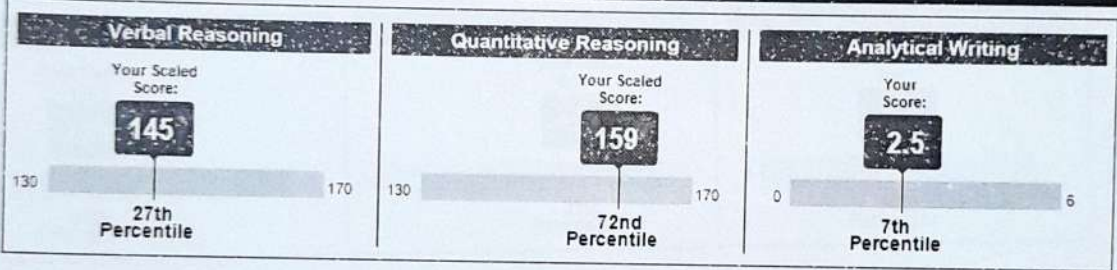 Verbal Reasoning
Your Scaled
Score:
145
130
170
27th
Percentile
Quantitative Reasoning
Your Scaled
Score:
159
130
170
72nd
Percentile
Analytical Writing
Your
Score:
2.5
0
6
7th
Percentile